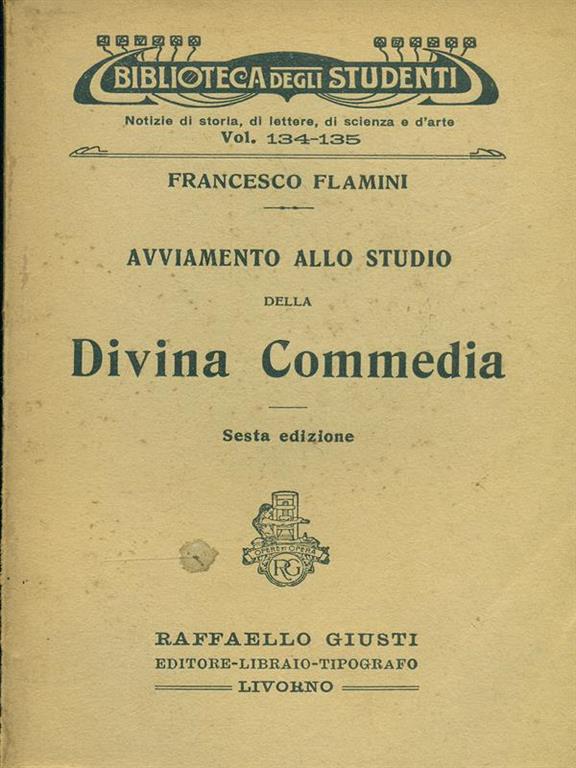 BIBLIOTECA DEGLI STUDENTI
Notizie di storia, di lettere, di scienza e d'arte
Vol. 134-135
FRANCESCO FLAMINI
AVVIAMENTO ALLO STUDIO
DELLA
Divina Commedia
Sesta edizione
OPERE ET OPERA
RG
RAFFAELLO GIUSTI
EDITORE-LIBRAIO-TIPOGRAFO
LIVORNO